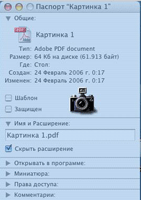 Паспорт "Картинка 1"
Общие:
Картинка 1
Тип: Adobe PDF document
Размер: 64 КБ на диске (61.913 байт)
Где: Стол:
Создан: 24 Февраль 2006 г. 0:17
Изменен: 24 Февраль 2006 г. 0:17
Шаблон
Защищен
Имя и Расширение:
Картинка 1.pdf
Скрыть расширение
Открывать в программе:
Миниатюра:
Права доступа:
Комментарии: